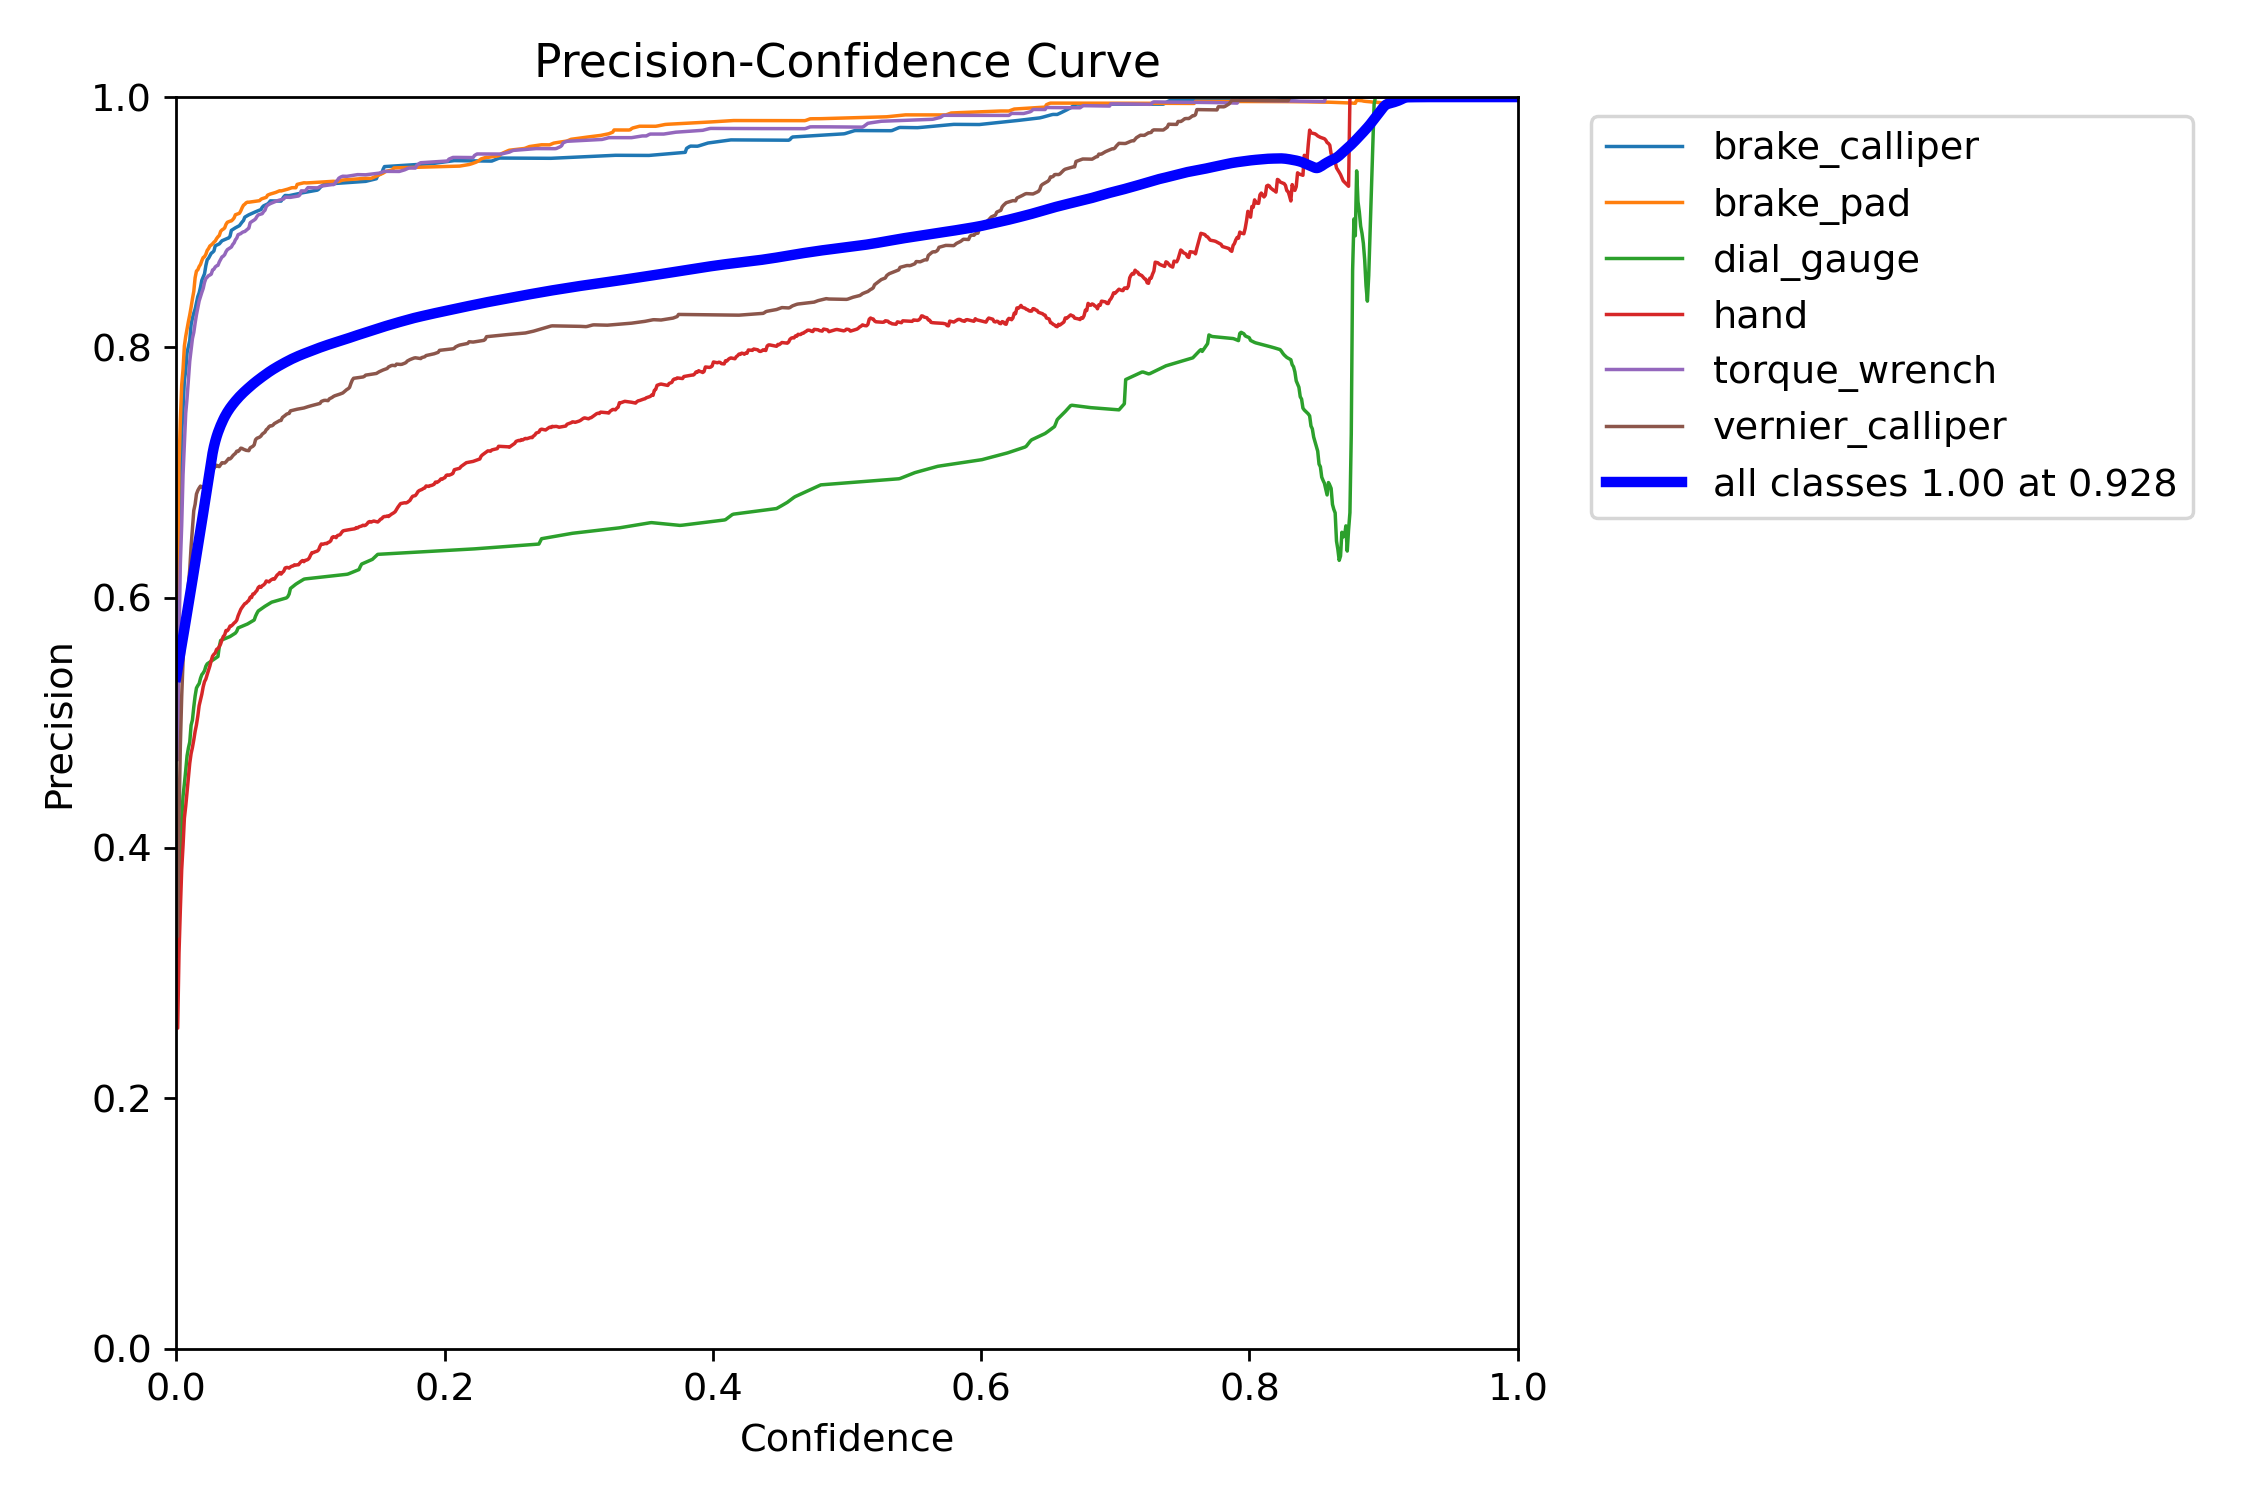 Precision-Confidence Curve
1.0
0.8
0.6
0.4
0.2
0.0
Precision
0.0 0.2 0.4 0.6 0.8 1.0
Confidence
brake_calliper
brake_pad
dial_gauge
hand
torque_wrench
vernier_calliper
all classes 1.00 at 0.928